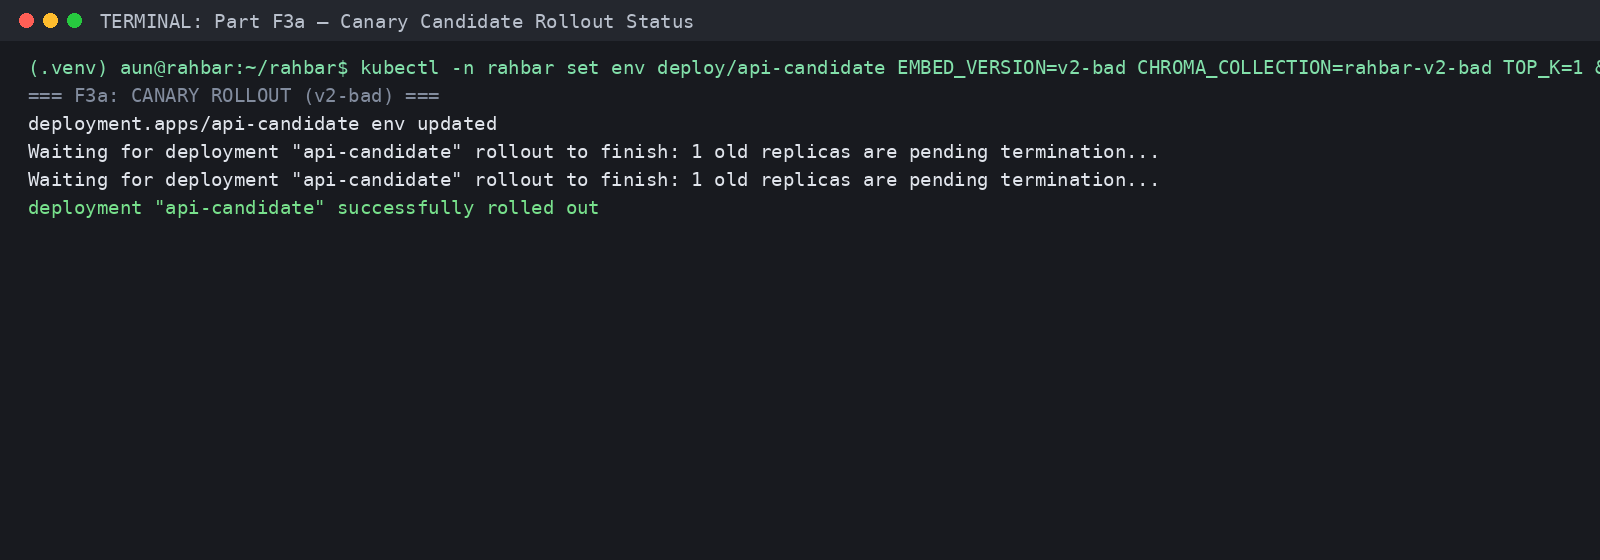 TERMINAL: Part F3a — Canary Candidate Rollout Status
(.venv) aun@rahbar:~/rahbar$ kubectl -n rahbar set env deploy/api-candidate EMBED_VERSION=v2-bad CHROMA_COLLECTION=rahbar-v2-bad TOP_K=1 &
=== F3a: CANARY ROLLOUT (v2-bad) ===
deployment.apps/api-candidate env updated
Waiting for deployment "api-candidate" rollout to finish: 1 old replicas are pending termination...
Waiting for deployment "api-candidate" rollout to finish: 1 old replicas are pending termination...
deployment "api-candidate" successfully rolled out